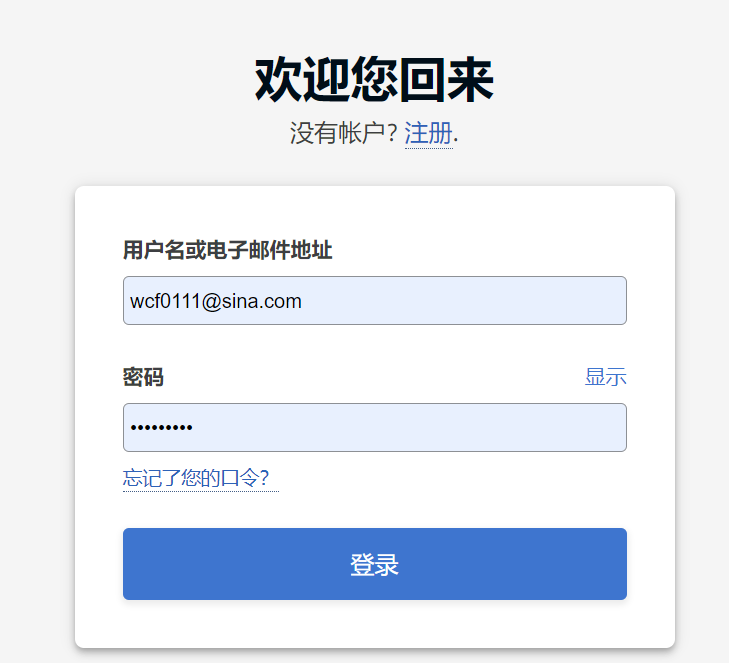 欢迎您回来
没有帐户? 注册.
用户名或电子邮件地址
wcf0111@sina.com
密码 显示
•••••••••
忘记了您的口令？
登录